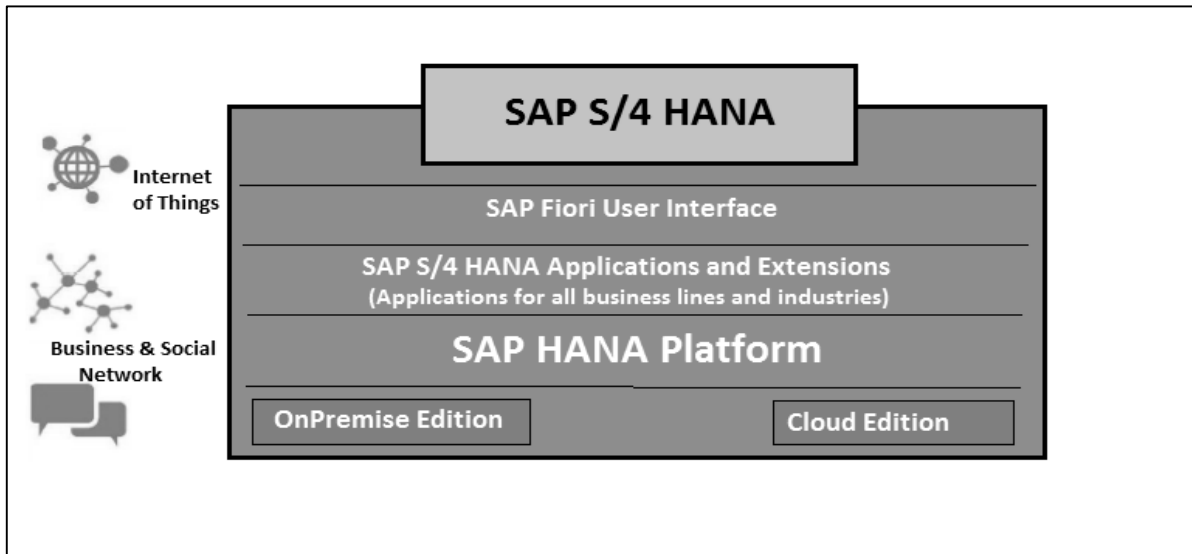 SAP S/4 HANA
Internet
of Things
SAP Fiori User Interface
SAP S/4 HANA Applications and Extensions
(Applications for all business lines and industries)
Business & Social
Network
SAP HANA Platform
OnPremise Edition
Cloud Edition